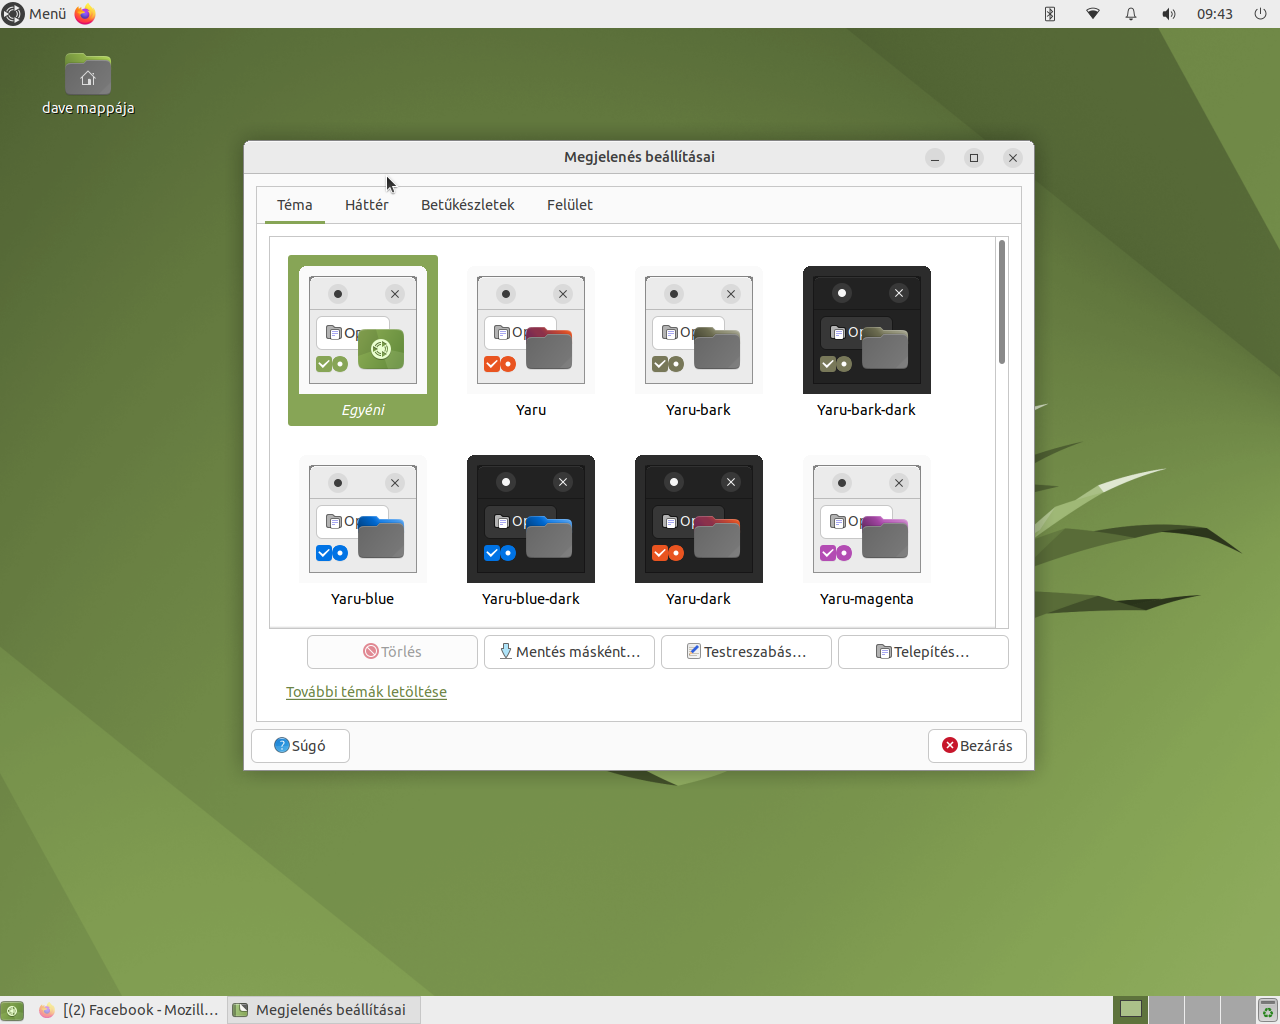 Menü
09:43
dave mappája
Megjelenés beállításai
Téma Háttér Betűkészletek Felület
Egyéni Yaru Yaru-bark Yaru-bark-dark
Yaru-blue Yaru-blue-dark Yaru-dark Yaru-magenta
Törlés Mentés másként... Testreszabás... Telepítés...
További témák letöltése
Súgó Bezárás
[(2) Facebook - Mozill... Megjelenés beállításai